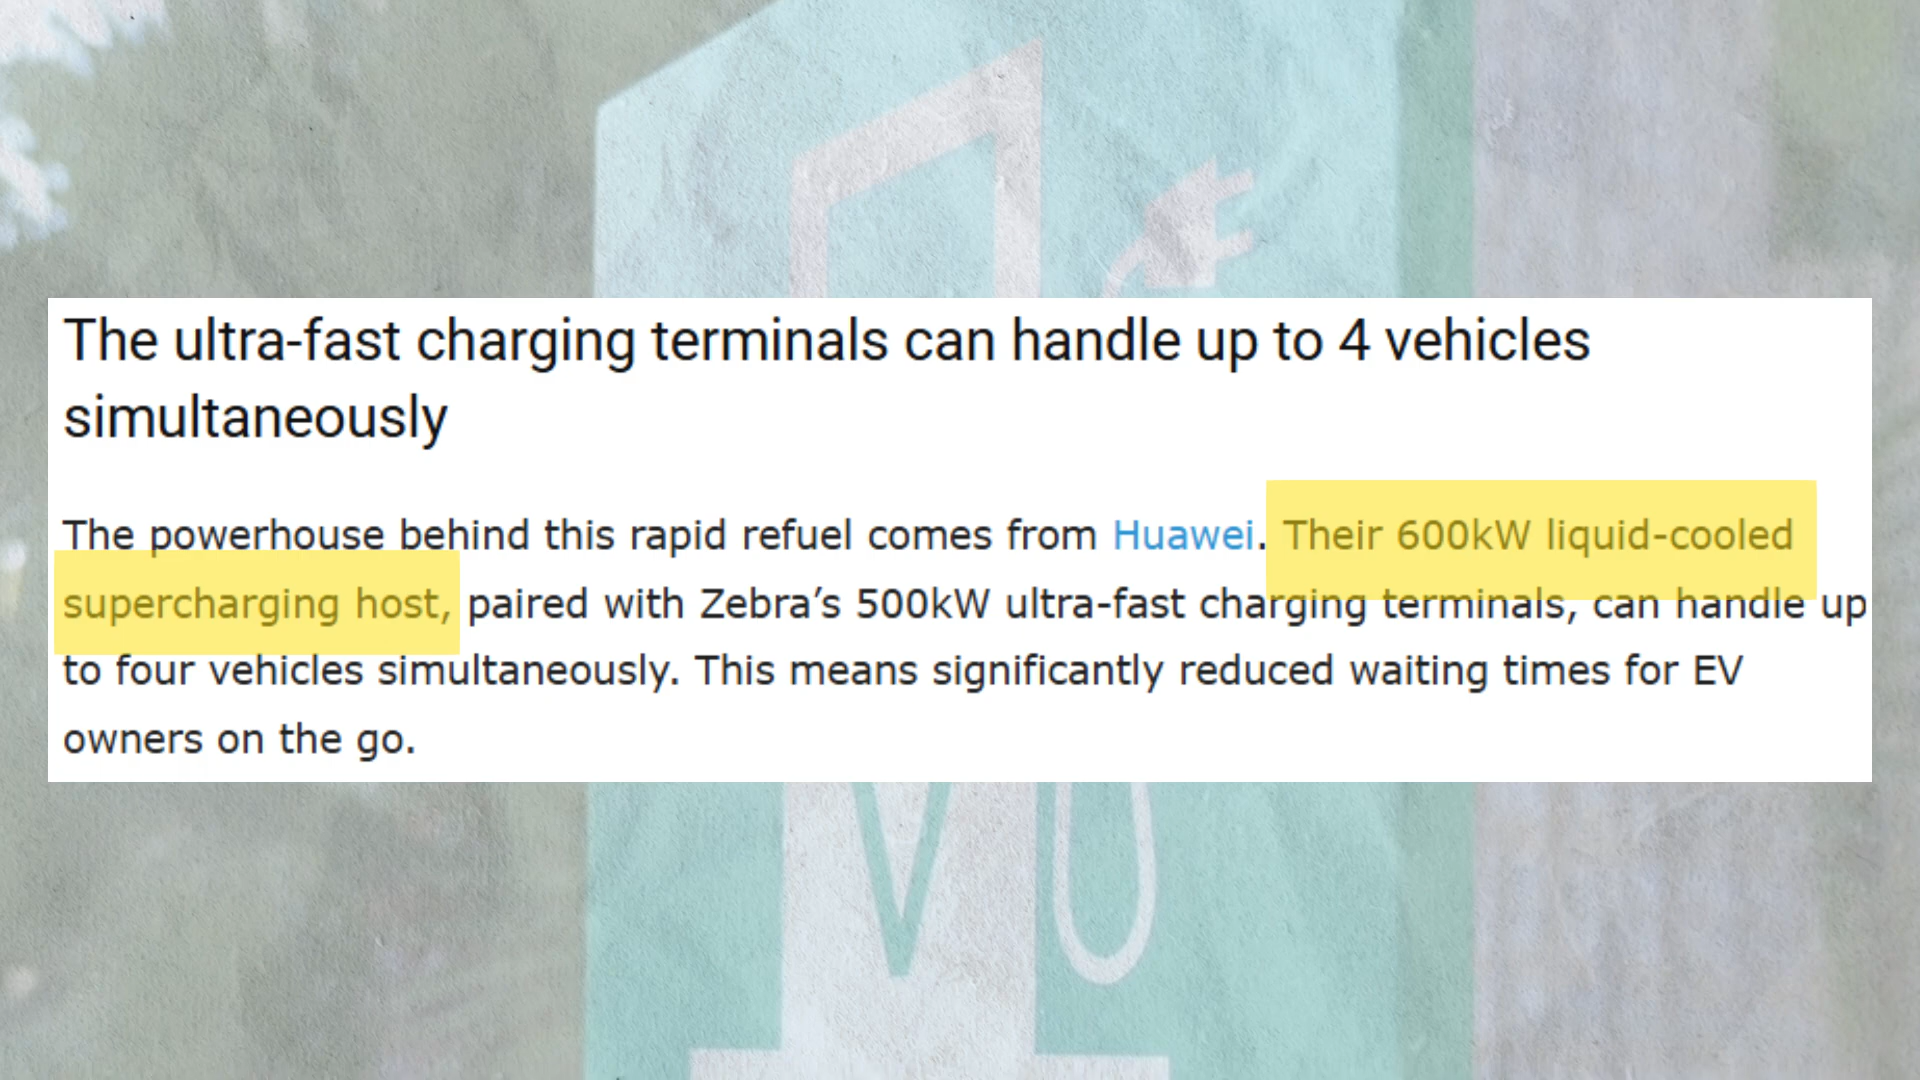 The ultra-fast charging terminals can handle up to 4 vehicles
simultaneously
The powerhouse behind this rapid refuel comes from Huawei. Their 600kW liquid-cooled
supercharging host, paired with Zebra’s 500kW ultra-fast charging terminals, can handle up
to four vehicles simultaneously. This means significantly reduced waiting times for EV
owners on the go.